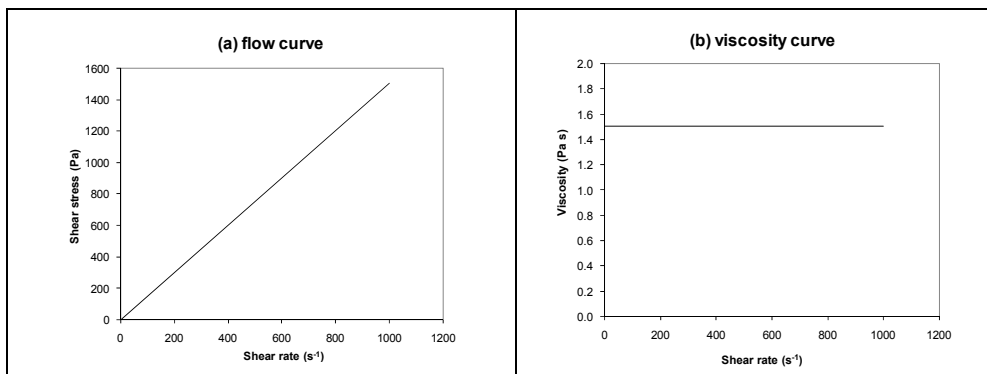 (a) flow curve
1600
1400
1200
1000
800
600
400
200
0
0 200 400 600 800 1000 1200
Shear stress (Pa)
Shear rate (s⁻¹)
(b) viscosity curve
2.0
1.8
1.6
1.4
1.2
1.0
0.8
0.6
0.4
0.2
0.0
0 200 400 600 800 1000 1200
Viscosity (Pa s)
Shear rate (s⁻¹)